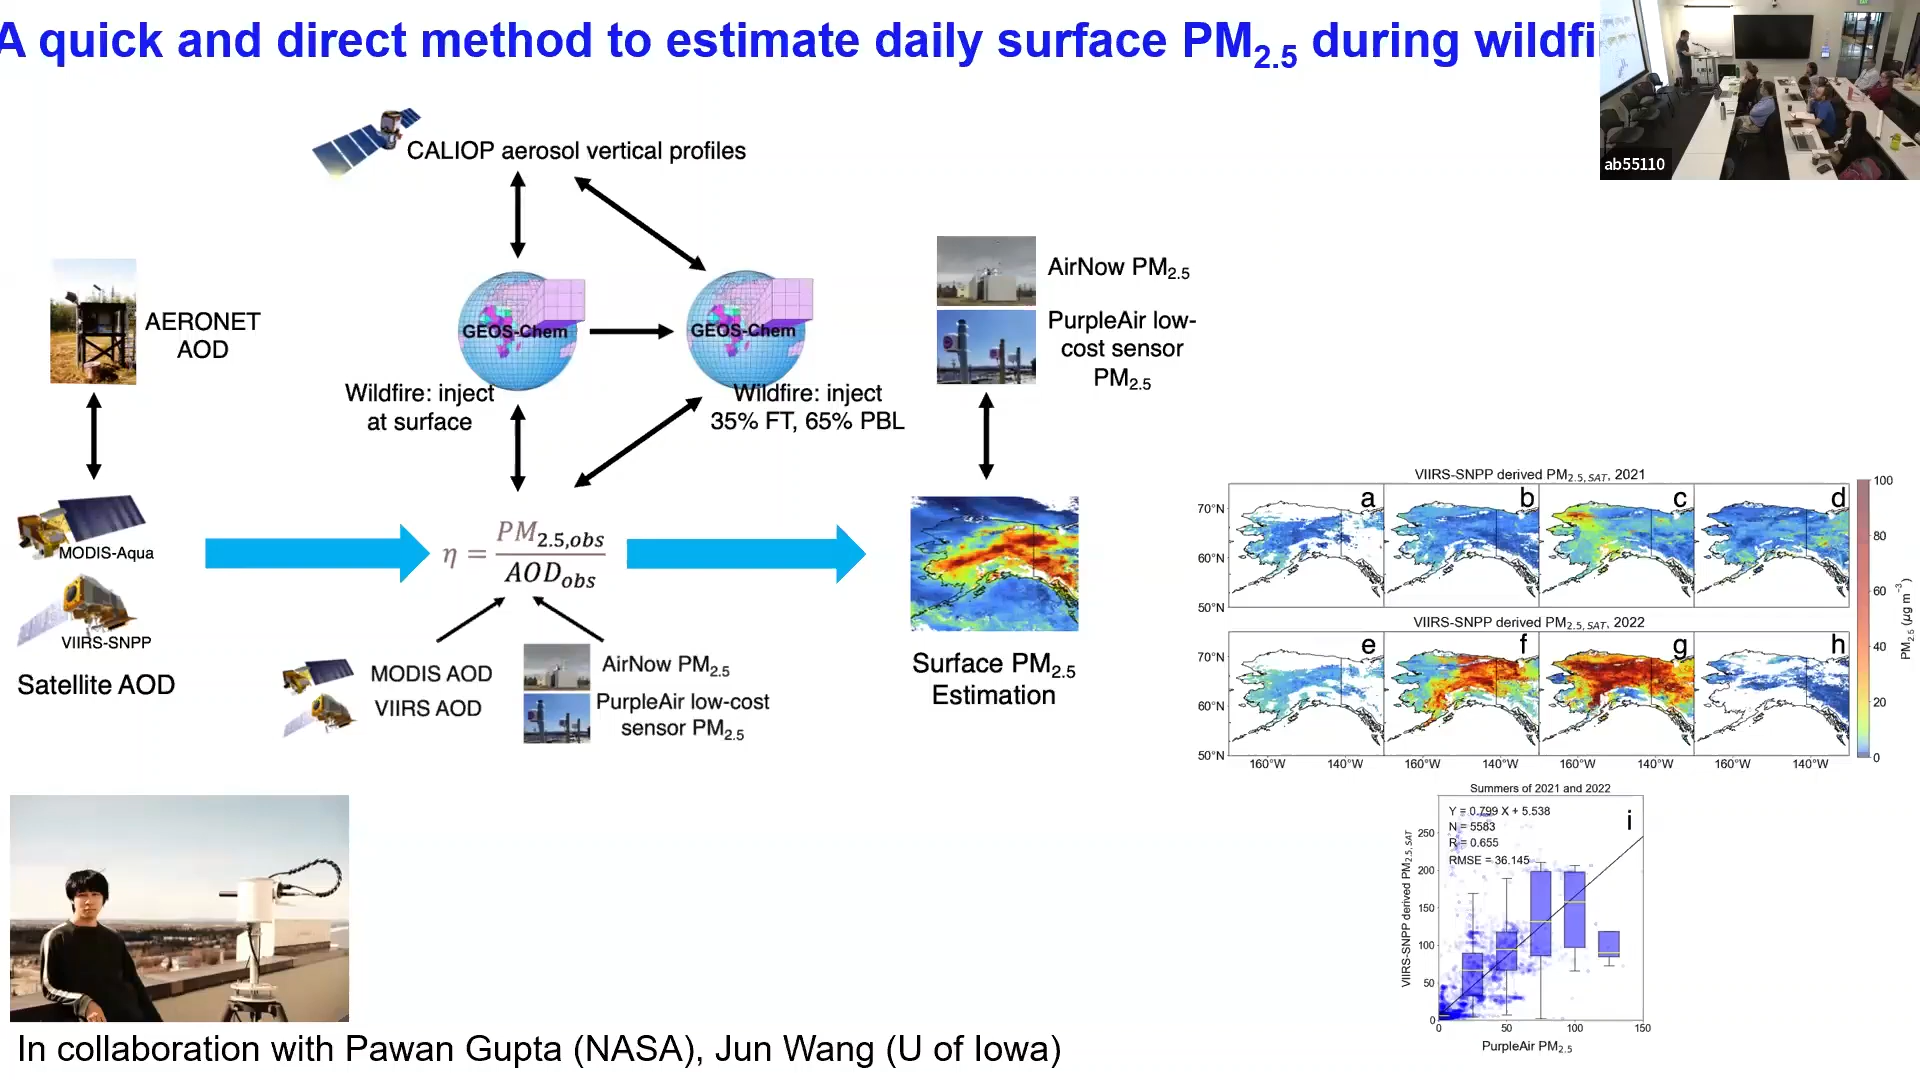 A quick and direct method to estimate daily surface PM2.5 during wildfi
ab55110
CALIOP aerosol vertical profiles
AERONET
AOD
GEOS-Chem
GEOS-Chem
Wildfire: inject
at surface
Wildfire: inject
35% FT, 65% PBL
AirNow PM2.5
PurpleAir low-
cost sensor
PM2.5
MODIS-Aqua
VIIRS-SNPP
Satellite AOD
η = PM2.5,obs
AODobs
MODIS AOD
VIIRS AOD
AirNow PM2.5
PurpleAir low-cost
sensor PM2.5
Surface PM2.5
Estimation
VIIRS-SNPP derived PM2.5, SAT, 2021
a b c d
70°N
60°N
50°N
VIIRS-SNPP derived PM2.5, SAT, 2022
e f g h
70°N
60°N
50°N
160°W 140°W 160°W 140°W 160°W 140°W 160°W 140°W
100
80
60
40
20
0
PM2.5 (μg m-3)
Summers of 2021 and 2022
Y = 0.799 X + 5.538
N = 5583
R = 0.655
RMSE = 36.145
i
VIIRS-SNPP derived PM2.5, SAT
250
200
150
100
50
0
0 50 100 150
PurpleAir PM2.5
In collaboration with Pawan Gupta (NASA), Jun Wang (U of Iowa)